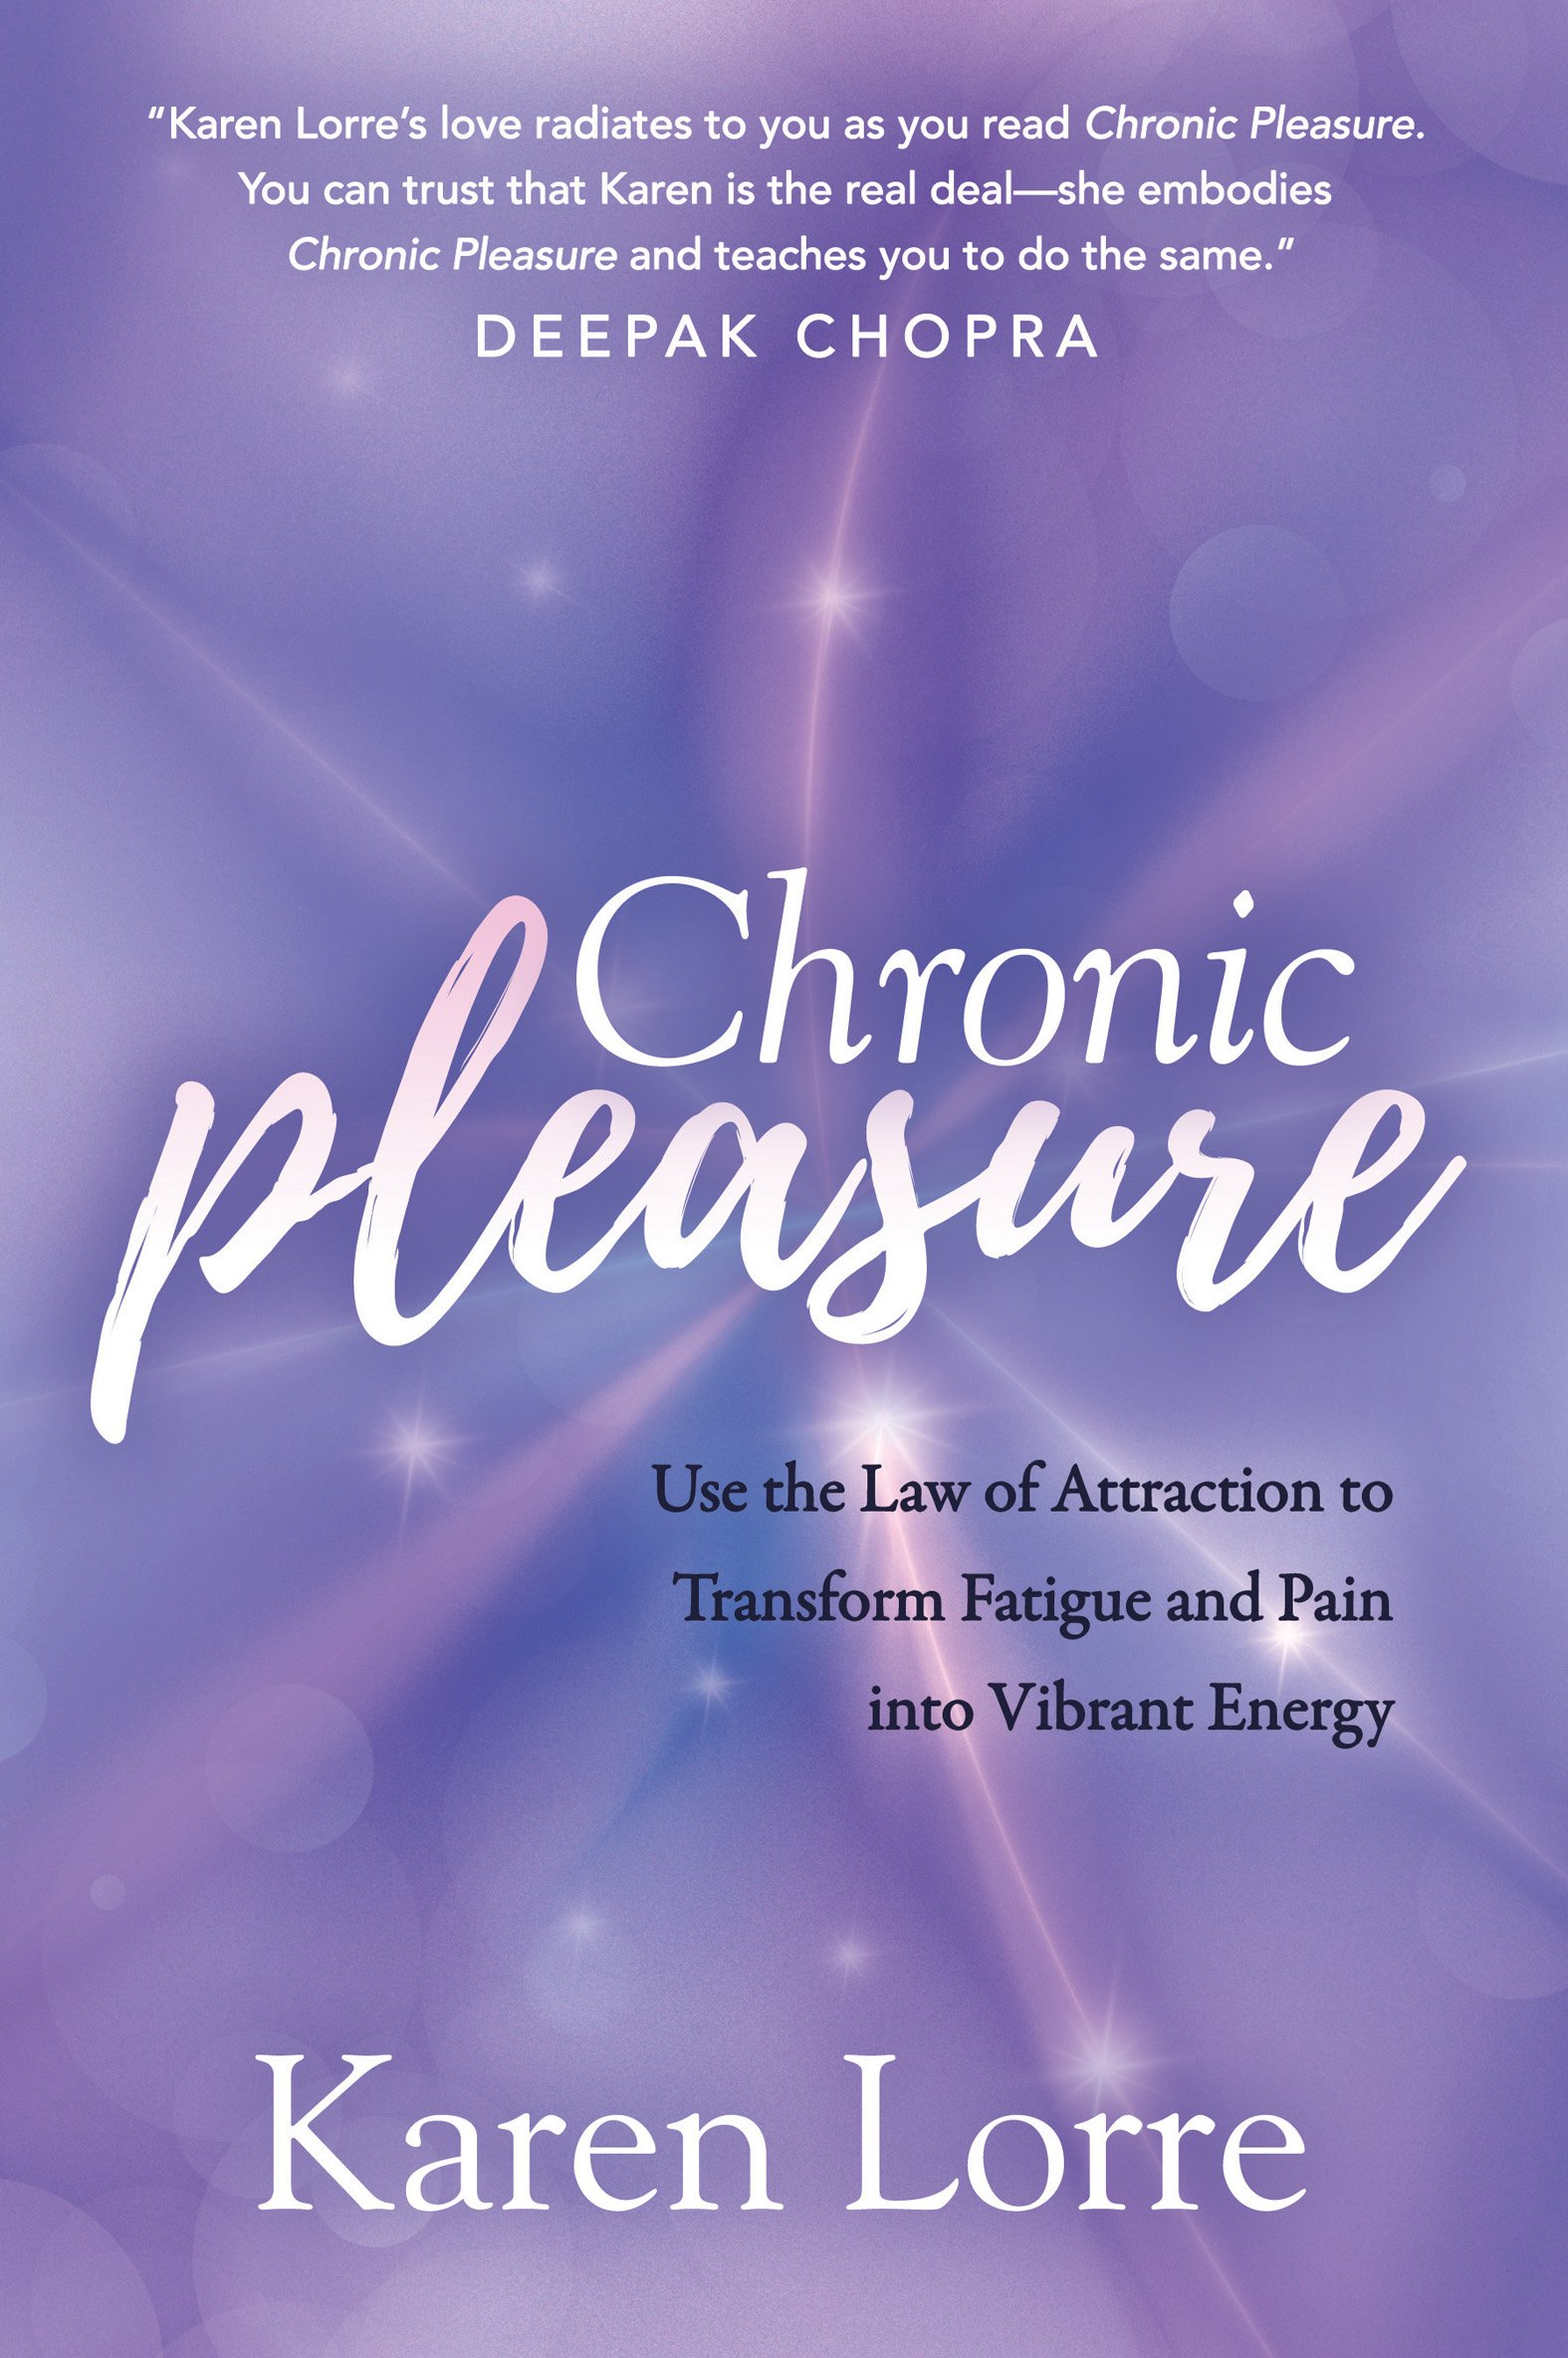 “Karen Lorre’s love radiates to you as you read Chronic Pleasure.
You can trust that Karen is the real deal—she embodies
Chronic Pleasure and teaches you to do the same.”
DEEPAK CHOPRA
Chronic
pleasure
Use the Law of Attraction to
Transform Fatigue and Pain
into Vibrant Energy
Karen Lorre